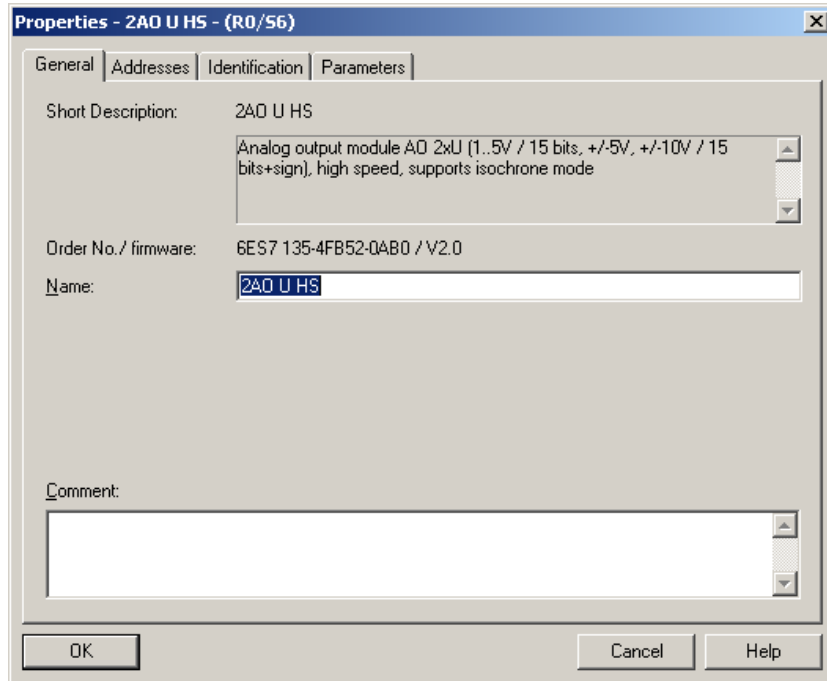 Properties - 2AO U HS - (R0/S6)
General Addresses Identification Parameters
Short Description: 2AO U HS
Analog output module AO 2xU (1..5V / 15 bits, +/-5V, +/-10V / 15
bits+sign), high speed, supports isochrone mode
Order No./ firmware: 6ES7 135-4FB52-0AB0 / V2.0
Name: 2AO U HS
Comment:
OK Cancel Help